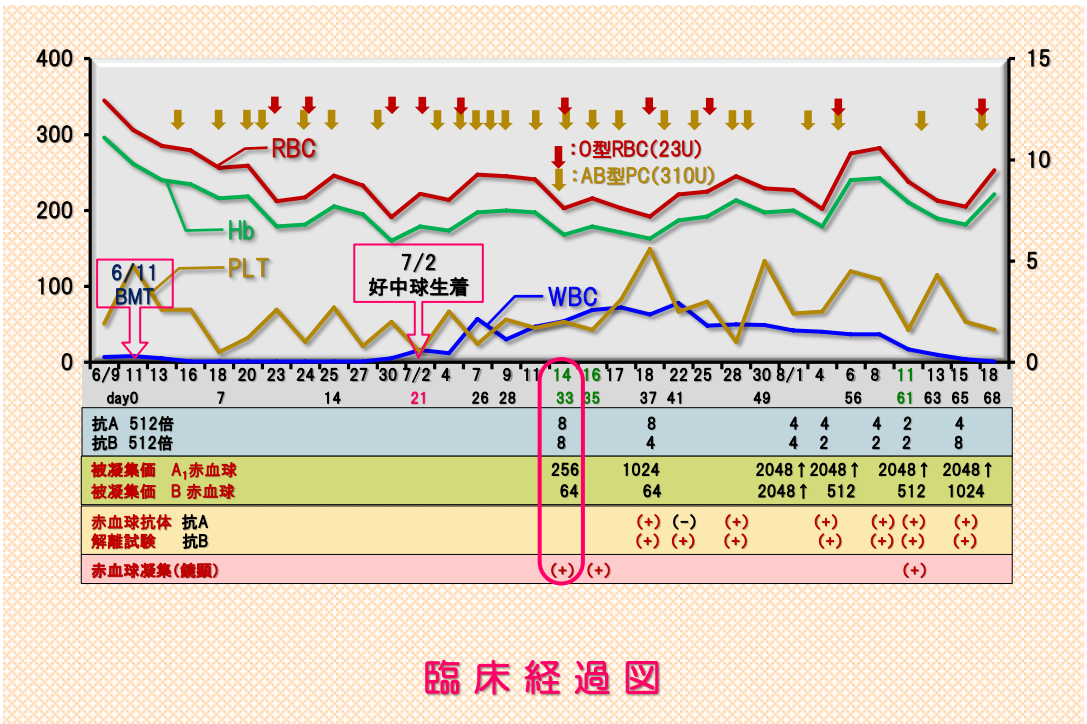 400
300
200
100
0
15
10
5
0
RBC
Hb
PLT
WBC
:O型RBC(23U)
:AB型PC(310U)
6/11
BMT
7/2
好中球生着
6/9 11 13 16 18 20 23 24 25 27 30 7/2 4 7 9 11 14 16 17 18 22 25 28 30 8/1 4 6 8 11 13 15 18
day0 7 14 21 26 28 33 35 37 41 49 56 61 63 65 68
抗A 512倍 8 8 4 4 4 2 4
抗B 512倍 8 4 4 2 4 2 8
被凝集価 A1赤血球 256 1024 2048↑ 2048↑ 2048↑ 2048↑
被凝集価 B 赤血球 64 64 2048↑ 512 512 1024
赤血球抗体 抗A (+) (-) (+) (+) (+) (+) (+)
解離試験 抗B (+) (+) (+) (+) (+) (+) (+)
赤血球凝集(鏡顕) (+) (+) (+)
臨床経過図